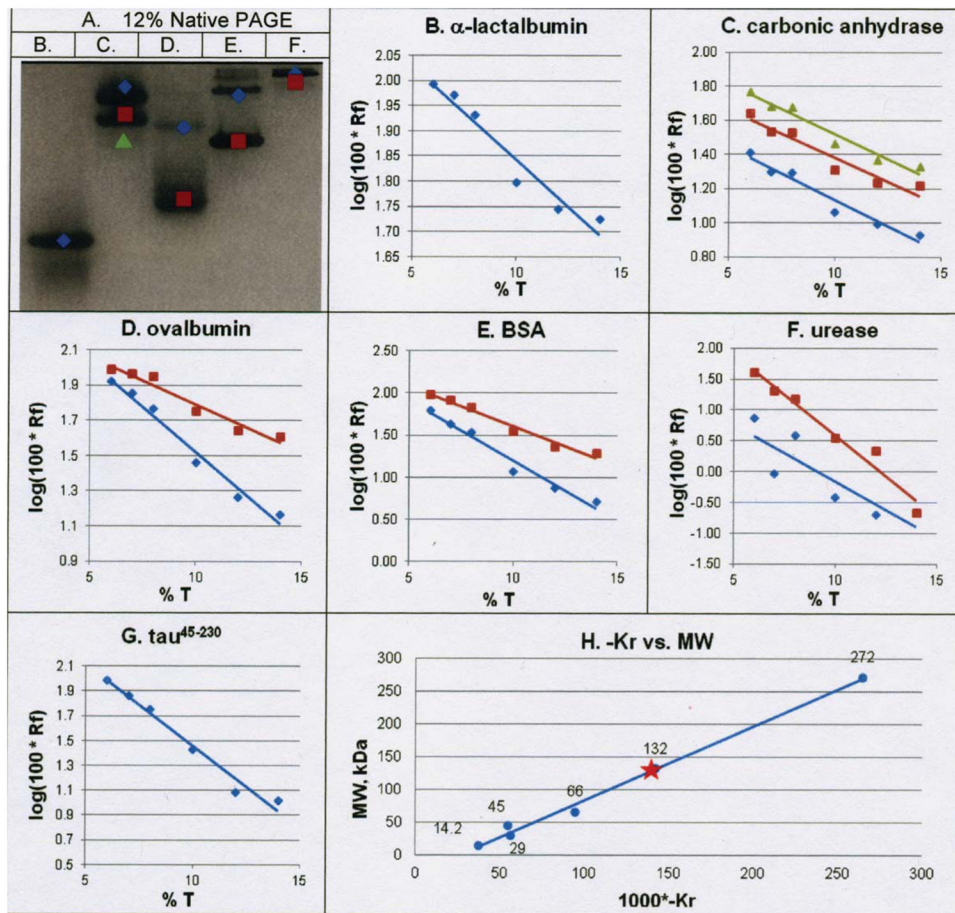 A. 12% Native PAGE
B. C. D. E. F.
B. α-lactalbumin
2.05
2.00
1.95
1.90
1.85
1.80
1.75
1.70
1.65
log(100 * Rf)
5 10 15
% T
C. carbonic anhydrase
2.00
1.80
1.60
1.40
1.20
1.00
0.80
log(100 * Rf)
5 10 15
% T
D. ovalbumin
2.1
1.9
1.7
1.5
1.3
1.1
0.9
log(100 * Rf)
5 10 15
% T
E. BSA
2.50
2.00
1.50
1.00
0.50
0.00
log(100 * Rf)
5 10 15
% T
F. urease
2.00
1.50
1.00
0.50
0.00
-0.50
-1.00
-1.50
log(100 * Rf)
5 10 15
% T
G. tau45-230
2.1
1.9
1.7
1.5
1.3
1.1
0.9
0.7
0.5
log(100 * Rf)
5 10 15
% T
H. -Kr vs. MW
300
250
200
150
100
50
0
MW, kDa
272
132
66
45
14.2
29
0 50 100 150 200 250 300
1000*-Kr